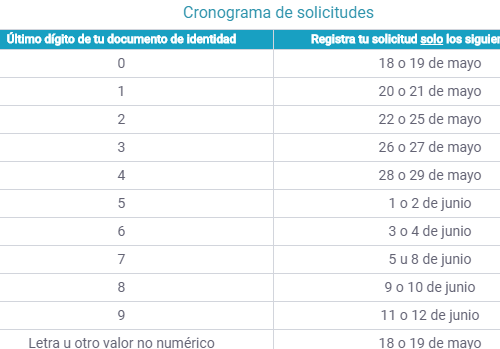 Cronograma de solicitudes
Último dígito de tu documento de identidad Registra tu solicitud solo los
0 18 o 19 de mayo
1 20 o 21 de mayo
2 22 o 25 de mayo
3 26 o 27 de mayo
4 28 o 29 de mayo
5 1 o 2 de junio
6 3 o 4 de junio
7 5 u 8 de junio
8 9 o 10 de junio
9 11 o 12 de junio
Letra u otro valor no numérico 18 o 19 de mayo